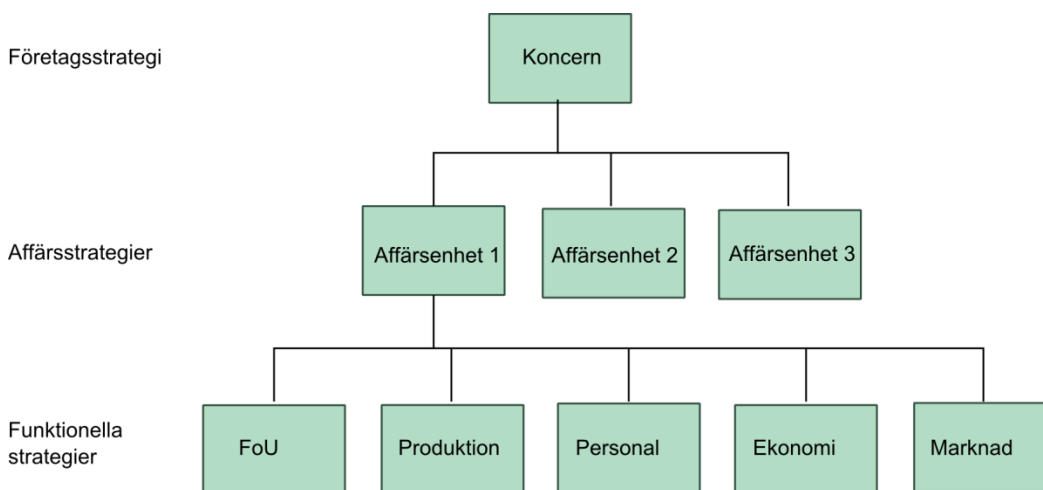 Företagsstrategi
Koncern
Affärsstrategier
Affärsenhet 1
Affärsenhet 2
Affärsenhet 3
Funktionella
strategier
FoU
Produktion
Personal
Ekonomi
Marknad